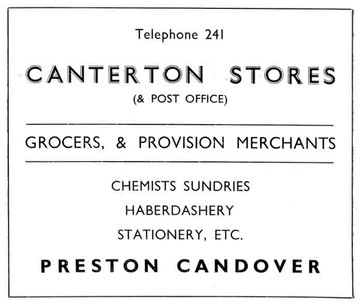 Telephone 241
CANTERTON STORES
(& POST OFFICE)
GROCERS, & PROVISION MERCHANTS
CHEMISTS SUNDRIES
HABERDASHERY
STATIONERY, ETC.
PRESTON CANDOVER